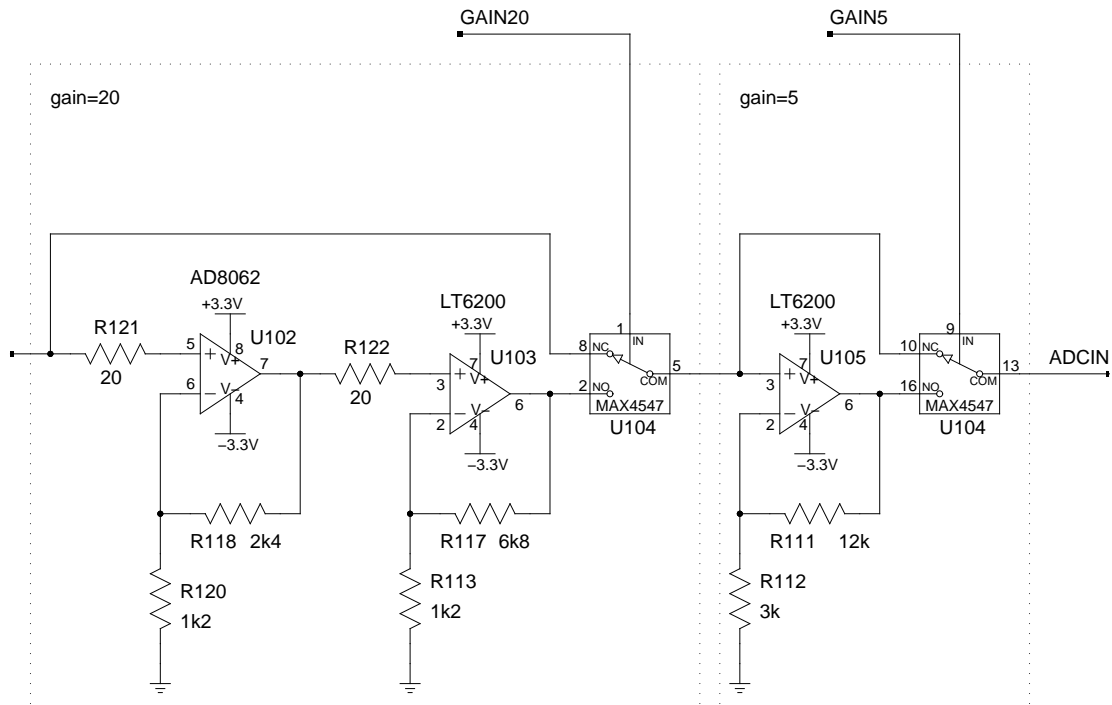 GAIN20
GAIN5
gain=20
gain=5
AD8062
+3.3V
R121
20
5
6
+
−
V+
V−
8
4
7
U102
−3.3V
R118 2k4
R120
1k2
R122
20
LT6200
+3.3V
3
2
+
−
7
V+
V−
4
6
U103
−3.3V
R117 6k8
R113
1k2
1
IN
8
NC
2
NO
COM
5
MAX4547
U104
LT6200
+3.3V
3
2
+
−
7
V+
V−
4
6
U105
−3.3V
R111 12k
R112
3k
9
IN
10
NC
16
NO
COM
13
MAX4547
U104
ADCIN